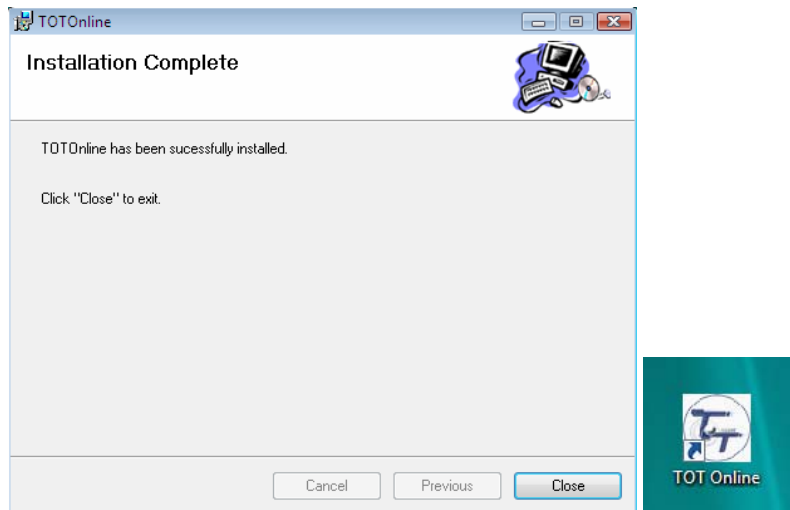 TOTOnline
Installation Complete
TOTOnline has been sucessfully installed.
Click "Close" to exit.
Cancel
Previous
Close
TOT Online